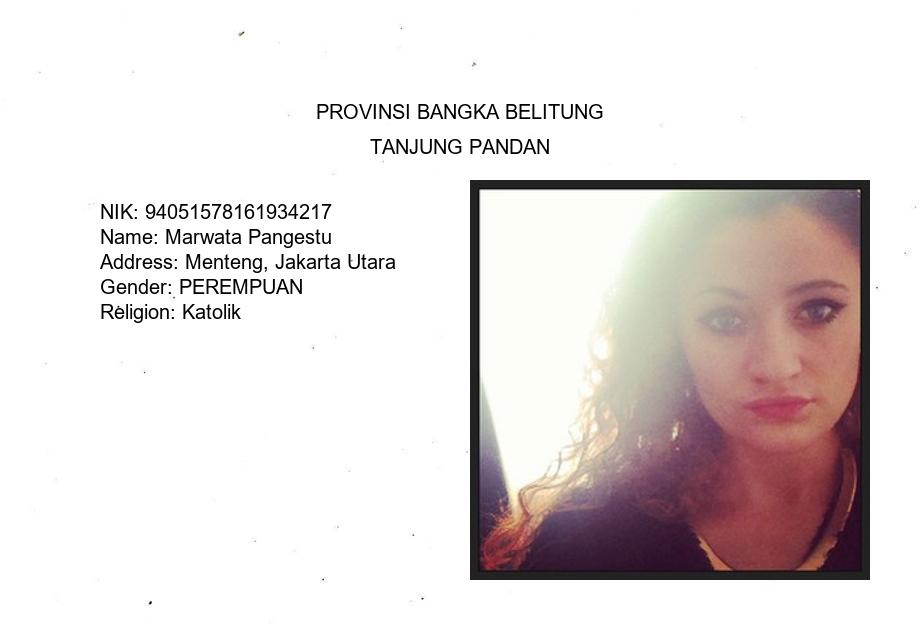 PROVINSI BANGKA BELITUNG
TANJUNG PANDAN
NIK: 94051578161934217
Name: Marwata Pangestu
Address: Menteng, Jakarta Utara
Gender: PEREMPUAN
Religion: Katolik